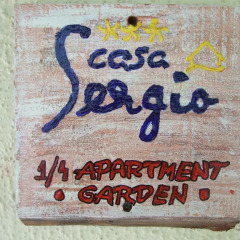 casa
Sergio
1/4 APARTMENT
• GARDEN •